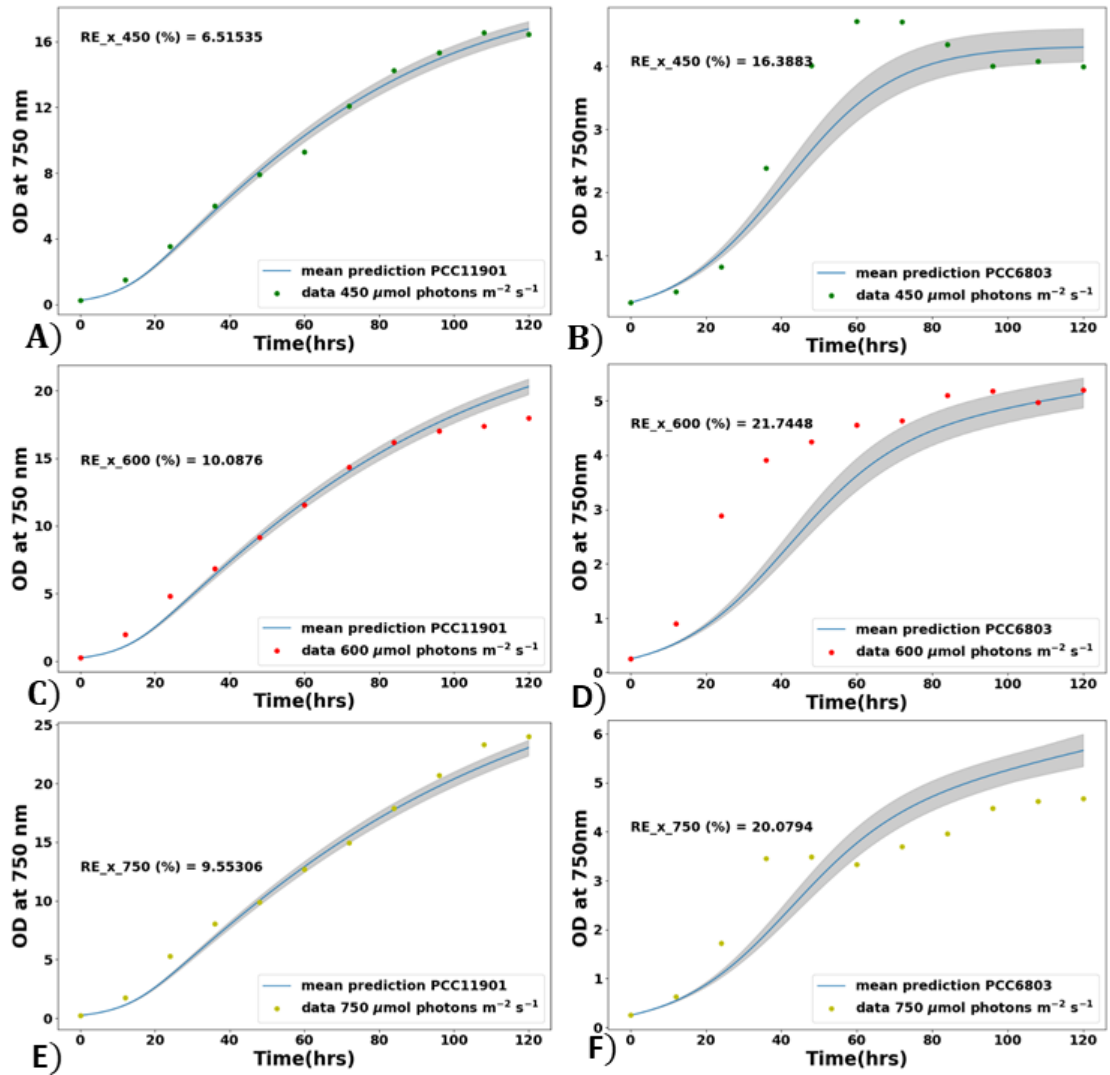 16
12
8
4
0
OD at 750 nm
RE_x_450 (%) = 6.51535
mean prediction PCC11901
data 450 μmol photons m⁻² s⁻¹
0 20 40 60 80 100 120
Time(hrs)
A)
4
3
2
1
OD at 750nm
RE_x_450 (%) = 16.3883
mean prediction PCC6803
data 450 μmol photons m⁻² s⁻¹
0 20 40 60 80 100 120
Time(hrs)
B)
20
15
10
5
0
OD at 750 nm
RE_x_600 (%) = 10.0876
mean prediction PCC11901
data 600 μmol photons m⁻² s⁻¹
0 20 40 60 80 100 120
Time(hrs)
C)
5
4
3
2
1
0
OD at 750nm
RE_x_600 (%) = 21.7448
mean prediction PCC6803
data 600 μmol photons m⁻² s⁻¹
0 20 40 60 80 100 120
Time(hrs)
D)
25
20
15
10
5
0
OD at 750 nm
RE_x_750 (%) = 9.55306
mean prediction PCC11901
data 750 μmol photons m⁻² s⁻¹
0 20 40 60 80 100 120
Time(hrs)
E)
6
5
4
3
2
1
0
OD at 750nm
RE_x_750 (%) = 20.0794
mean prediction PCC6803
data 750 μmol photons m⁻² s⁻¹
0 20 40 60 80 100 120
Time(hrs)
F)